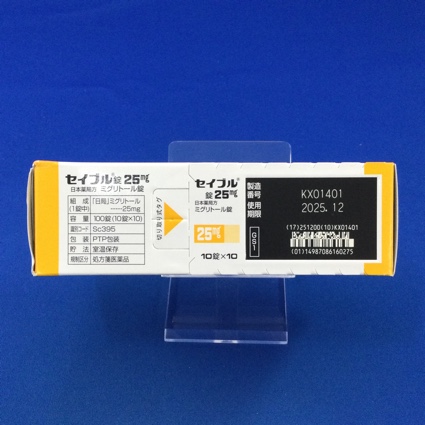 セイブル®錠25mg
日本薬局方 ミグリトール錠
組成(1錠中) 「日局」ミグリトール……25mg
容量 100錠(10錠×10)
識別コード Sc395
包装 PTP包装
貯法 室温保存
規制区分 処方箋医薬品
切り取り式タグ
セイブル®
錠25mg
日本薬局方
ミグリトール錠
25mg
10錠×10
製造番号 KX01401
使用期限 2025.12
GS1
(17)251200(10)KX01401
(01)14987086160275